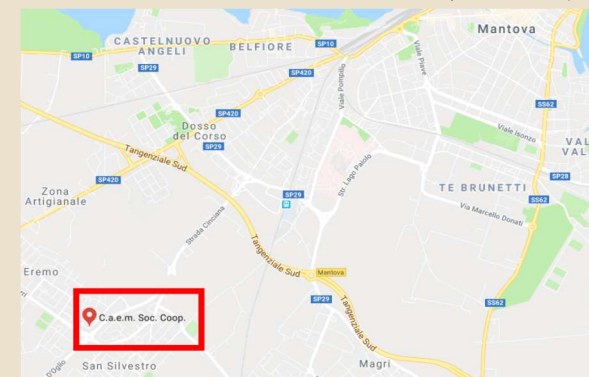 Mantova
CASTELNUOVO
ANGELI
BELFIORE
SP10
SP10
SP29
SP420
Viale Pompilio
Viale Piave
SP420
SS62
Dosso
del Corso
SP29
Viale Isonzo
VAL
VAL
Tangenziale Sud
Str. Lago Paiolo
SP420
SP28
Zona
Artigianale
SP29
TE BRUNETTI
SS62
Via Marcello Donati
Strada Circiana
Tangenziale Sud
Mantova
Eremo
SP29
SS62
C.a.e.m. Soc. Coop.
Tangenziale Sud
San Silvestro
Magri
D'Oglio